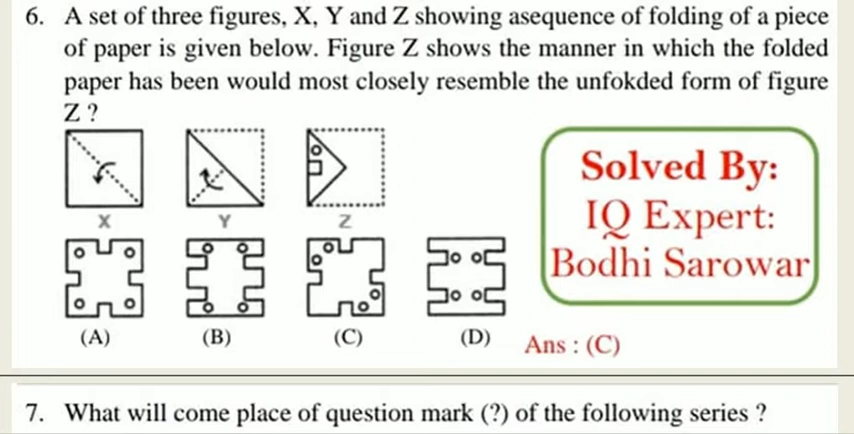 6. A set of three figures, X, Y and Z showing asequence of folding of a piece
of paper is given below. Figure Z shows the manner in which the folded
paper has been would most closely resemble the unfokded form of figure
Z ?
X Y Z
(A) (B) (C) (D)
Solved By:
IQ Expert:
Bodhi Sarowar
Ans : (C)
7. What will come place of question mark (?) of the following series ?